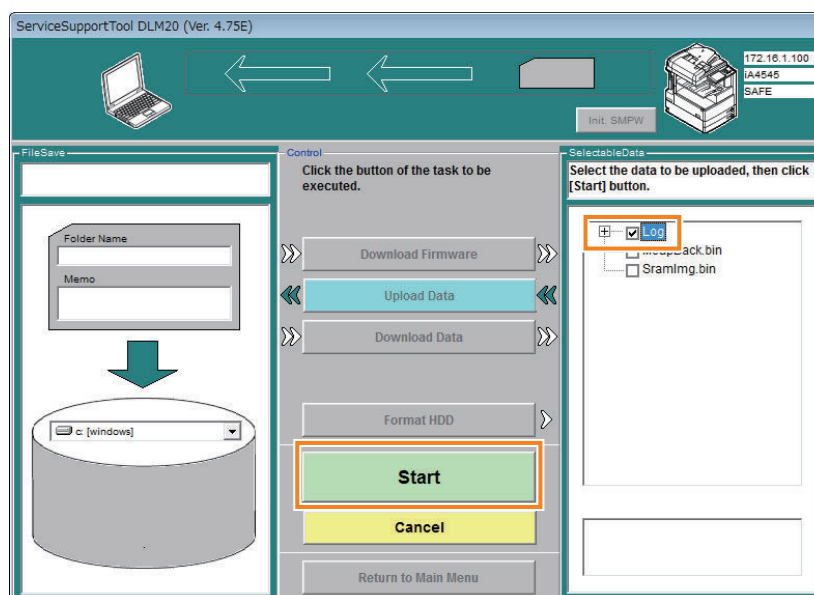 ServiceSupportTool DLM20 (Ver. 4.75E)
172.16.1.100
iA4545
SAFE
Init. SMPW
FileSave
Control
Click the button of the task to be
executed.
SelectableData
Select the data to be uploaded, then click
[Start] button.
Folder Name
Memo
Download Firmware
Upload Data
Download Data
Format HDD
Start
Cancel
Return to Main Menu
c: [windows]
Log
SramImg.bin